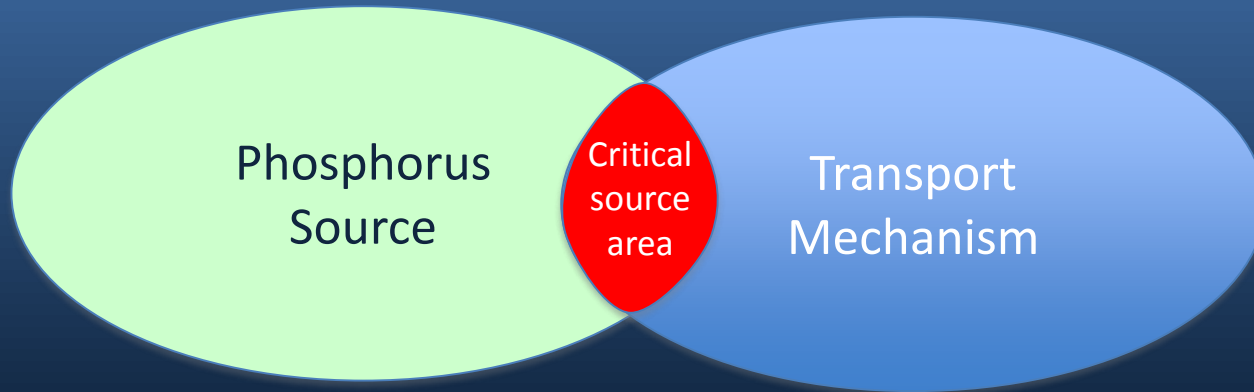 Phosphorus
Source
Critical
source
area
Transport
Mechanism